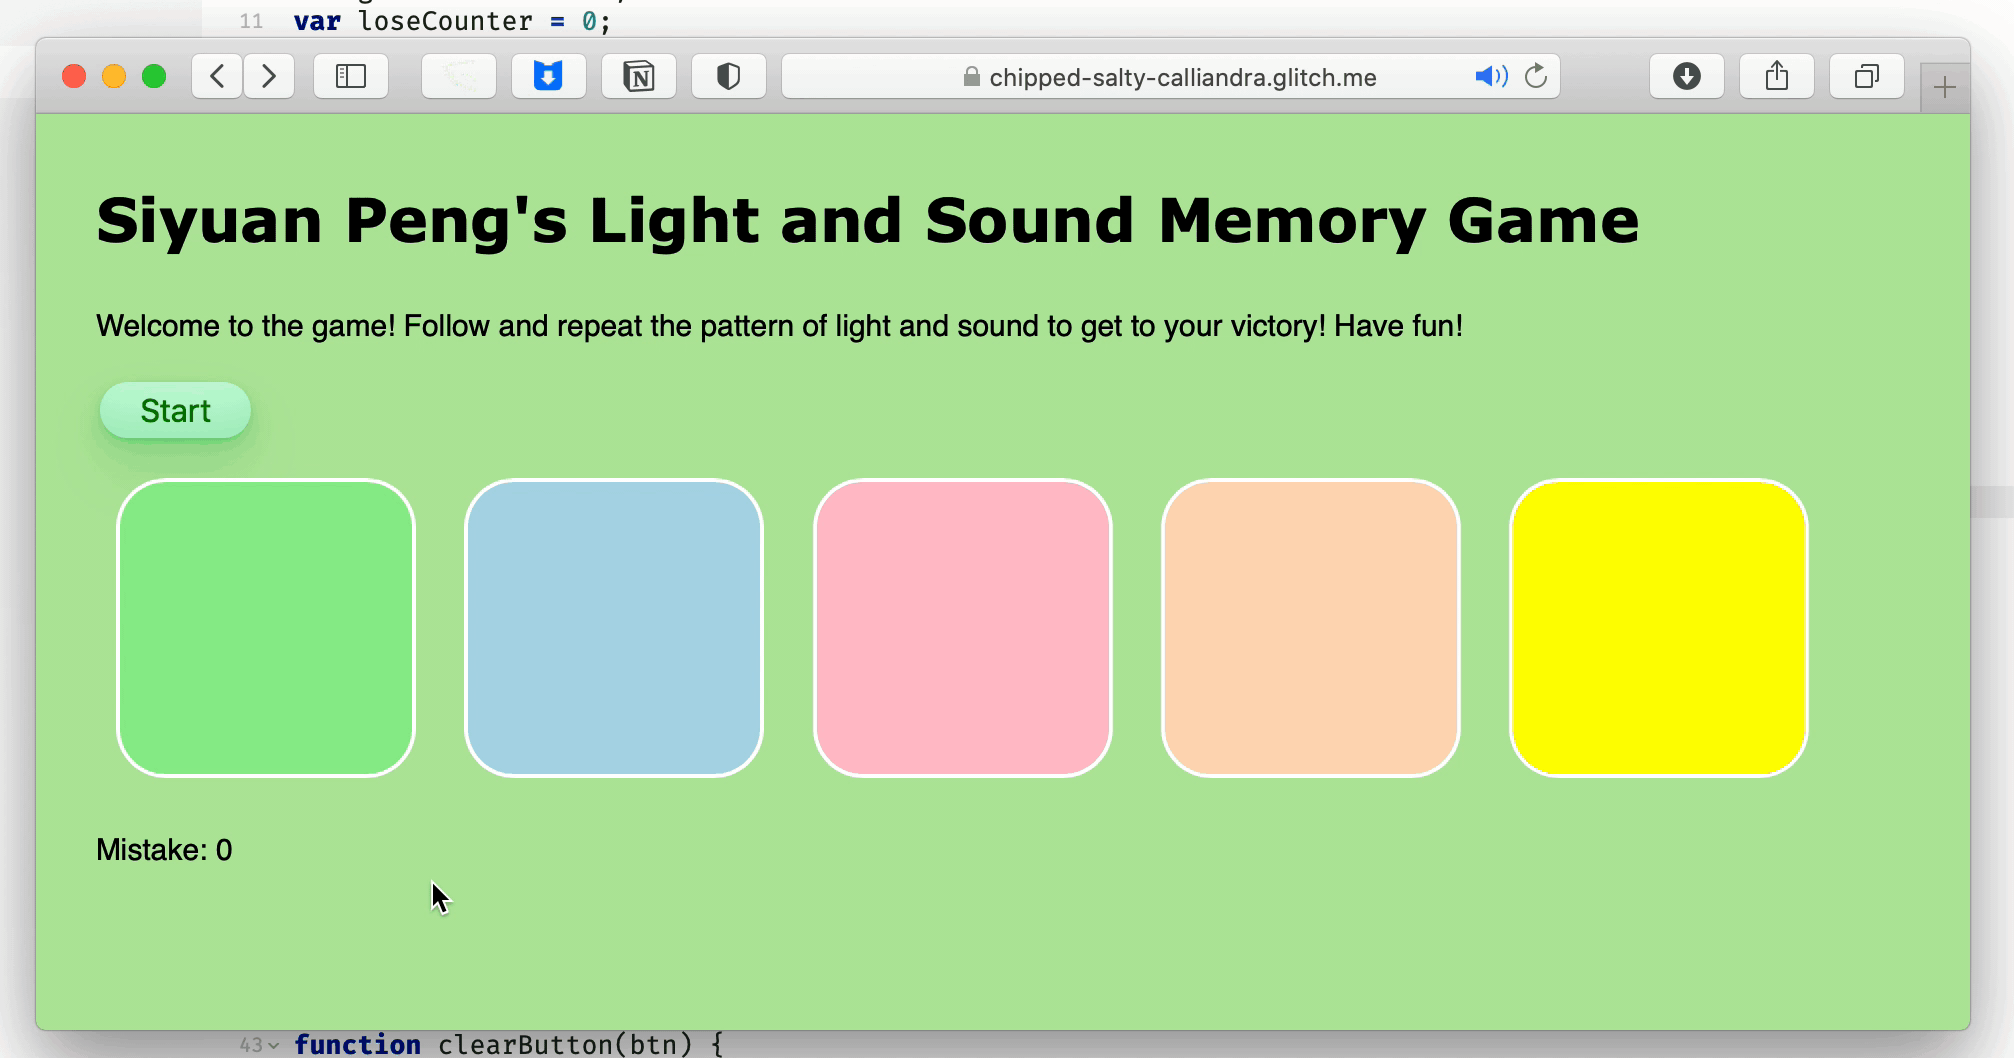 11 var loseCounter = 0;
chipped-salty-calliandra.glitch.me
Siyuan Peng's Light and Sound Memory Game
Welcome to the game! Follow and repeat the pattern of light and sound to get to your victory! Have fun!
Start
Mistake: 0
43 function clearButton(btn) {